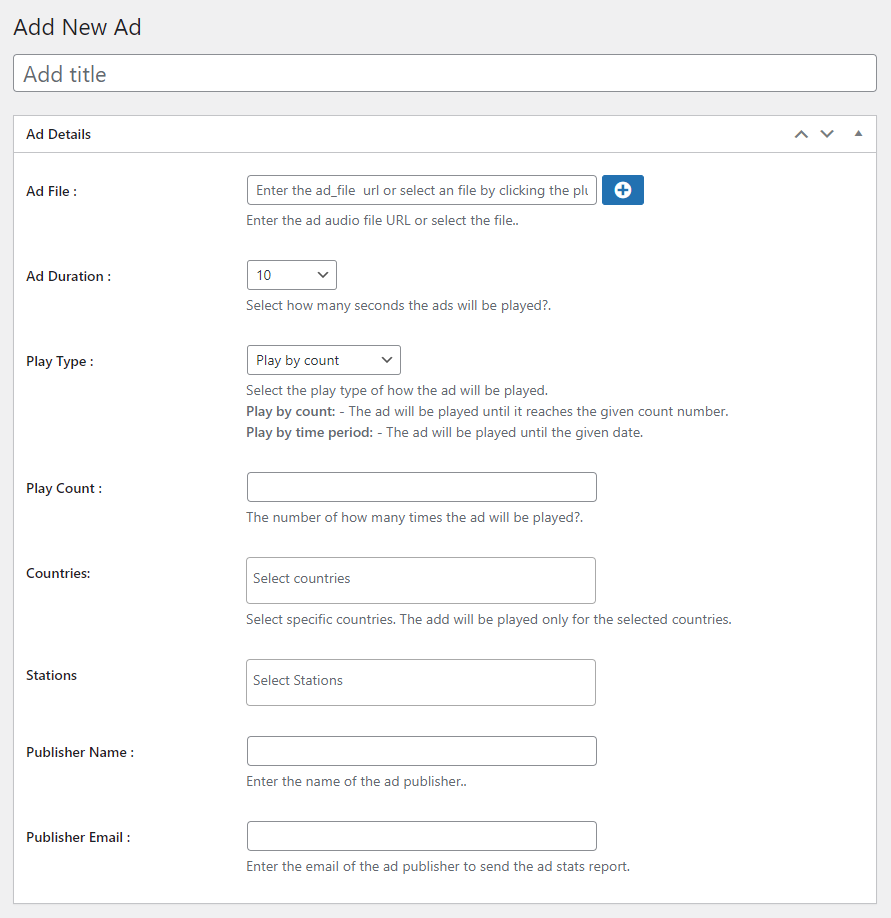 Add New Ad
Add title
Ad Details
Ad File :
Enter the ad_file  url or select an file by clicking the
Enter the ad audio file URL or select the file..
Ad Duration :
10
Select how many seconds the ads will be played?.
Play Type :
Play by count
Select the play type of how the ad will be played.
Play by count: - The ad will be played until it reaches the given count number.
Play by time period: - The ad will be played until the given date.
Play Count :
The number of how many times the ad will be played?.
Countries:
Select countries
Select specific countries. The add will be played only for the selected countries.
Stations
Select Stations
Publisher Name :
Enter the name of the ad publisher..
Publisher Email :
Enter the email of the ad publisher to send the ad stats report.